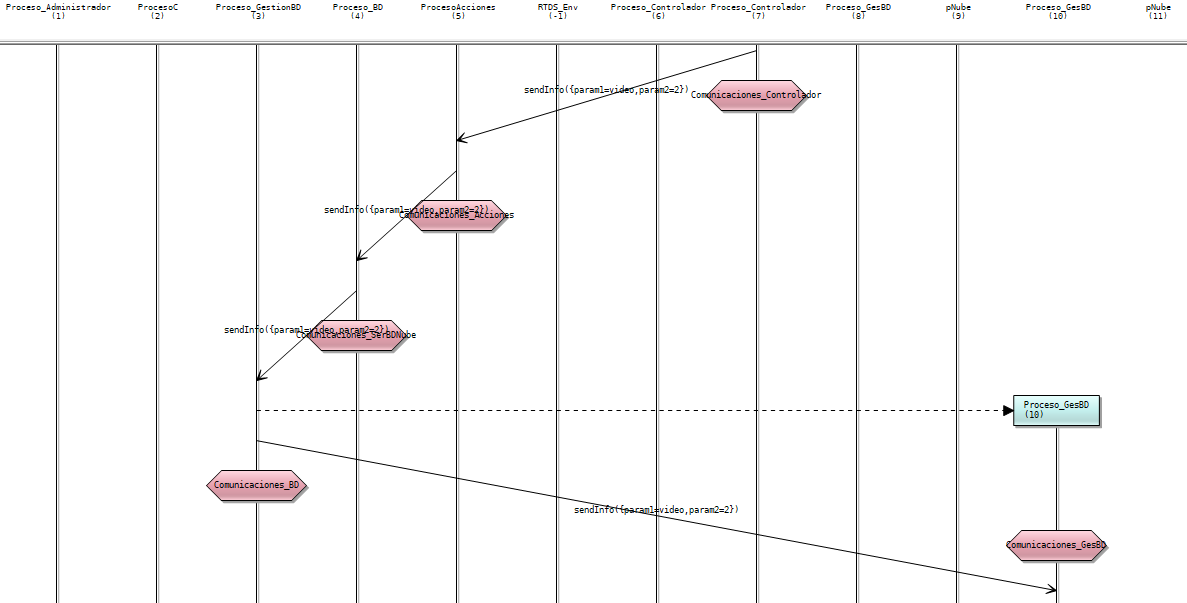 Proceso_Administrador
(1)
ProcesoC
(2)
Proceso_GestionBD
(3)
Proceso_BD
(4)
ProcesoAcciones
(5)
RTDS_Env
(-1)
Proceso_Controlador
(6)
Proceso_Controlador
(7)
Proceso_GesBD
(8)
pNube
(9)
Proceso_GesBD
(10)
pNube
(11)
sendInfo({param1=video,param2=2})
Comunicaciones_Controlador
sendInfo({param1=video,param2=2})
Comunicaciones_Acciones
sendInfo({param1=video,param2=2})
Comunicaciones_SerBDNube
Proceso_GesBD
(10)
Comunicaciones_BD
sendInfo({param1=video,param2=2})
Comunicaciones_GesBD